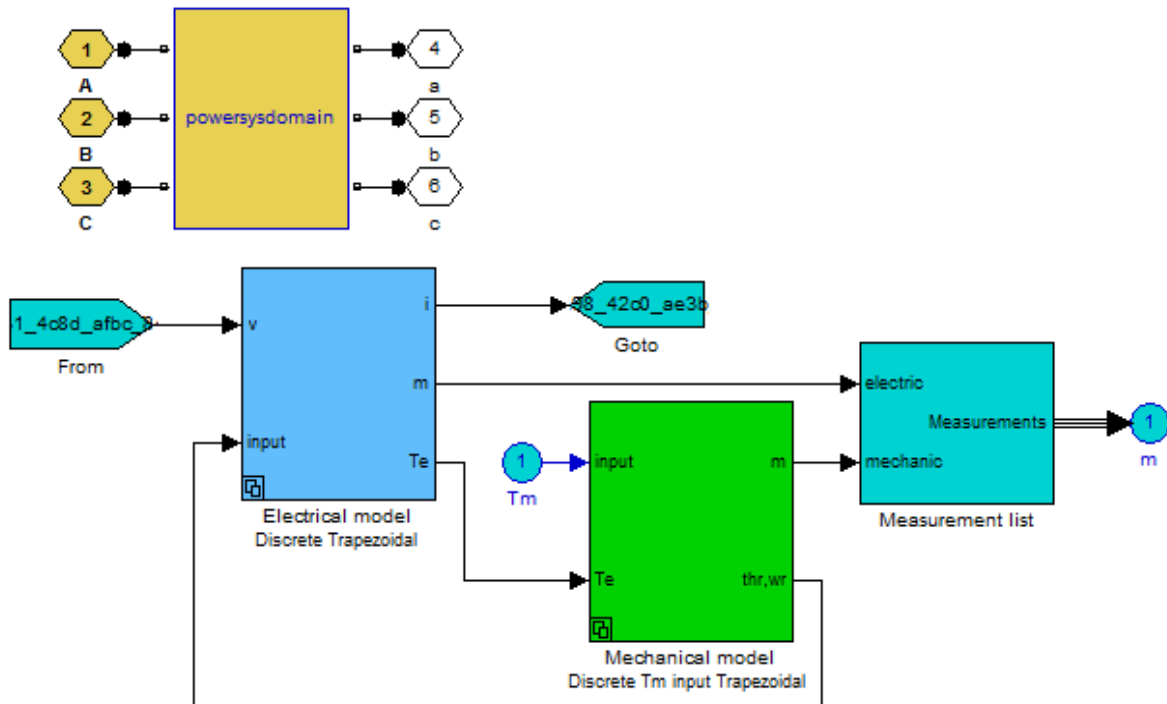 1
A
2
B
3
C
powersysdomain
4
a
5
b
6
c
From
v
input
i
m
Te
Electrical model
Discrete Trapezoidal
Goto
1
Tm
input
Te
m
thr,wr
Mechanical model
Discrete Tm input Trapezoidal
electric
mechanic
Measurements
Measurement list
1
m